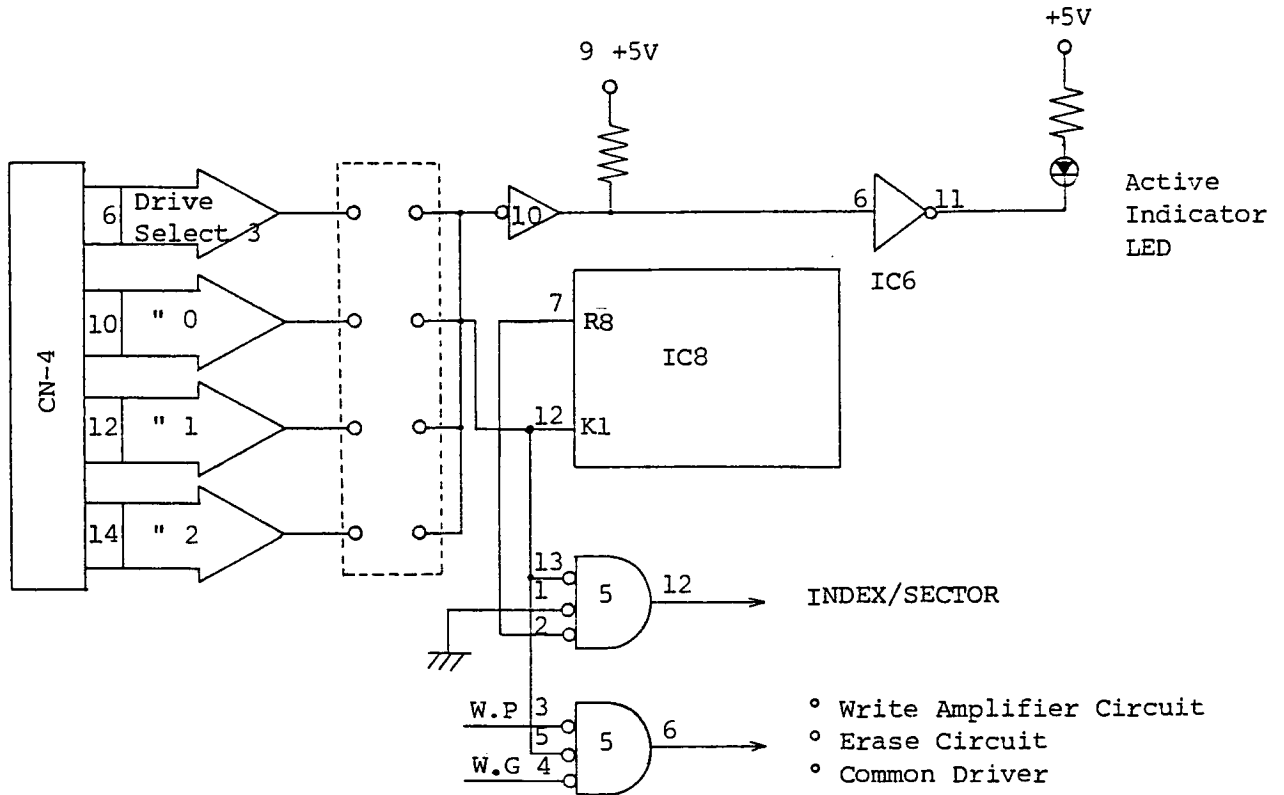 +5V
9 +5V
CN-4
6
Drive
Select 3
10
" 0
12
" 1
14
" 2
10
6
11
IC6
Active
Indicator
LED
7
R8
IC8
12
K1
13
1
2
5
12
INDEX/SECTOR
W.P 3
5
W.G 4
5
6
° Write Amplifier Circuit
° Erase Circuit
° Common Driver